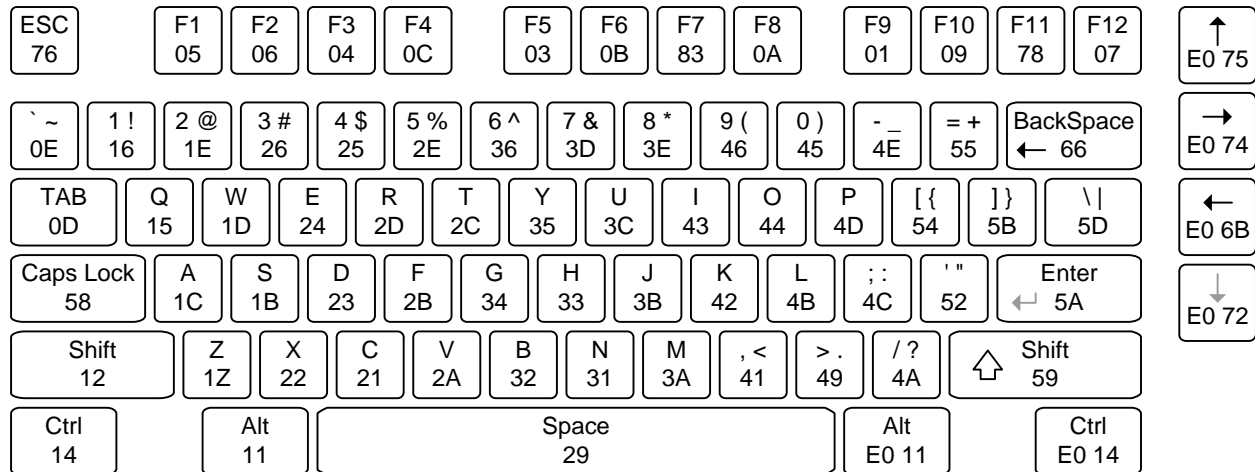 ESC F1 F2 F3 F4 F5 F6 F7 F8 F9 F10 F11 F12
76 05 06 04 0C 03 0B 83 0A 01 09 78 07
E0 75
` ~ 1 ! 2 @ 3 # 4 $ 5 % 6 ^ 7 & 8 * 9 ( 0 ) - _ = + BackSpace
0E 16 1E 26 25 2E 36 3D 3E 46 45 4E 55 66
E0 74
TAB Q W E R T Y U I O P [ { ] } \ |
0D 15 1D 24 2D 2C 35 3C 43 44 4D 54 5B 5D
E0 6B
Caps Lock A S D F G H J K L ; : ' " Enter
58 1C 1B 23 2B 34 33 3B 42 4B 4C 52 5A
E0 72
Shift Z X C V B N M , < > . / ? Shift
12 1Z 22 21 2A 32 31 3A 41 49 4A 59
Ctrl Alt Space Alt Ctrl
14 11 29 E0 11 E0 14